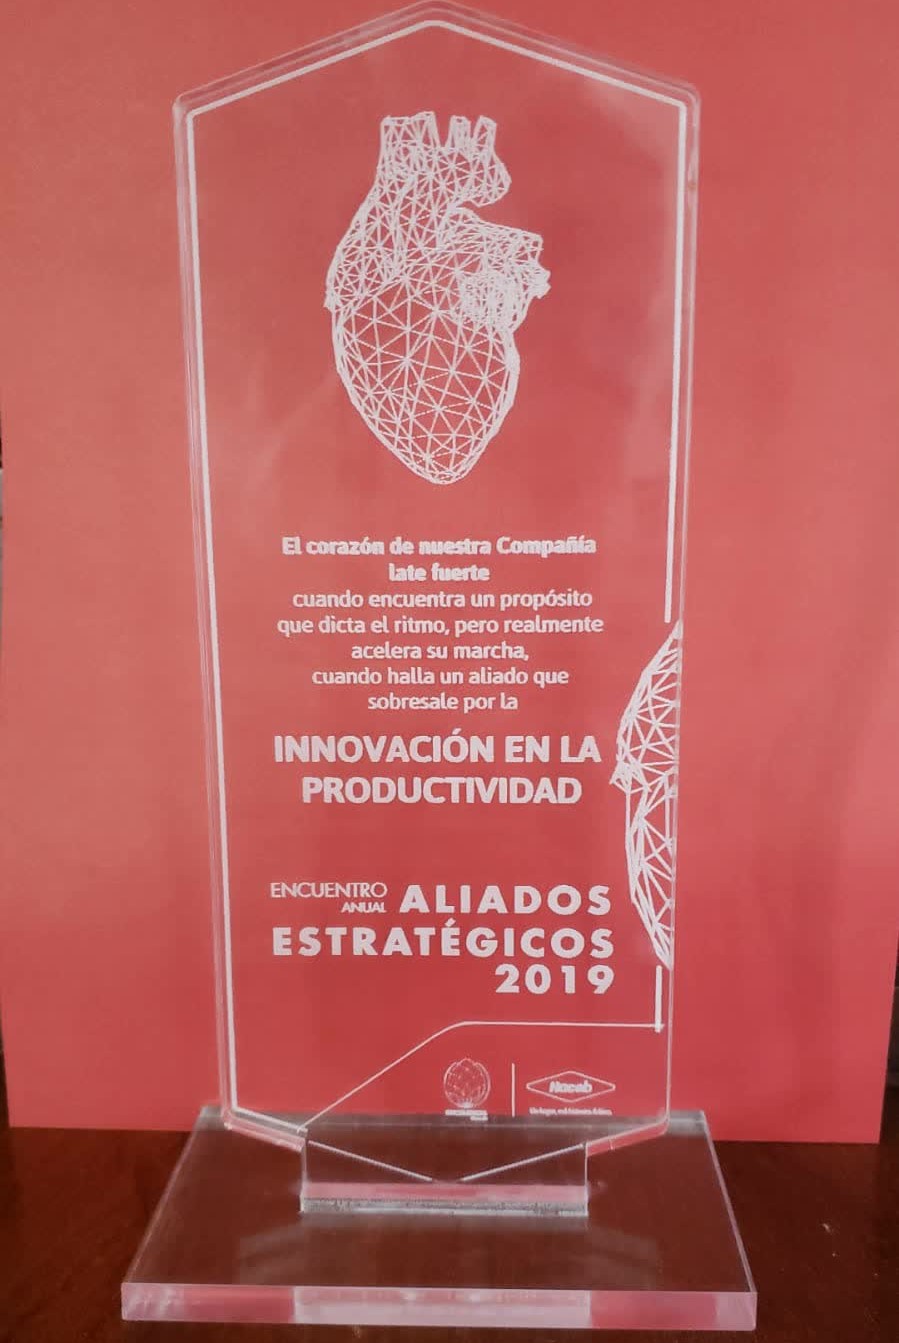 El corazón de nuestra Compañía
late fuerte
cuando encuentra un propósito
que dicta el ritmo, pero realmente
acelera su marcha,
cuando halla un aliado que
sobresale por la
INNOVACIÓN EN LA
PRODUCTIVIDAD
ENCUENTRO ANUAL ALIADOS
ESTRATÉGICOS
2019
Haceb